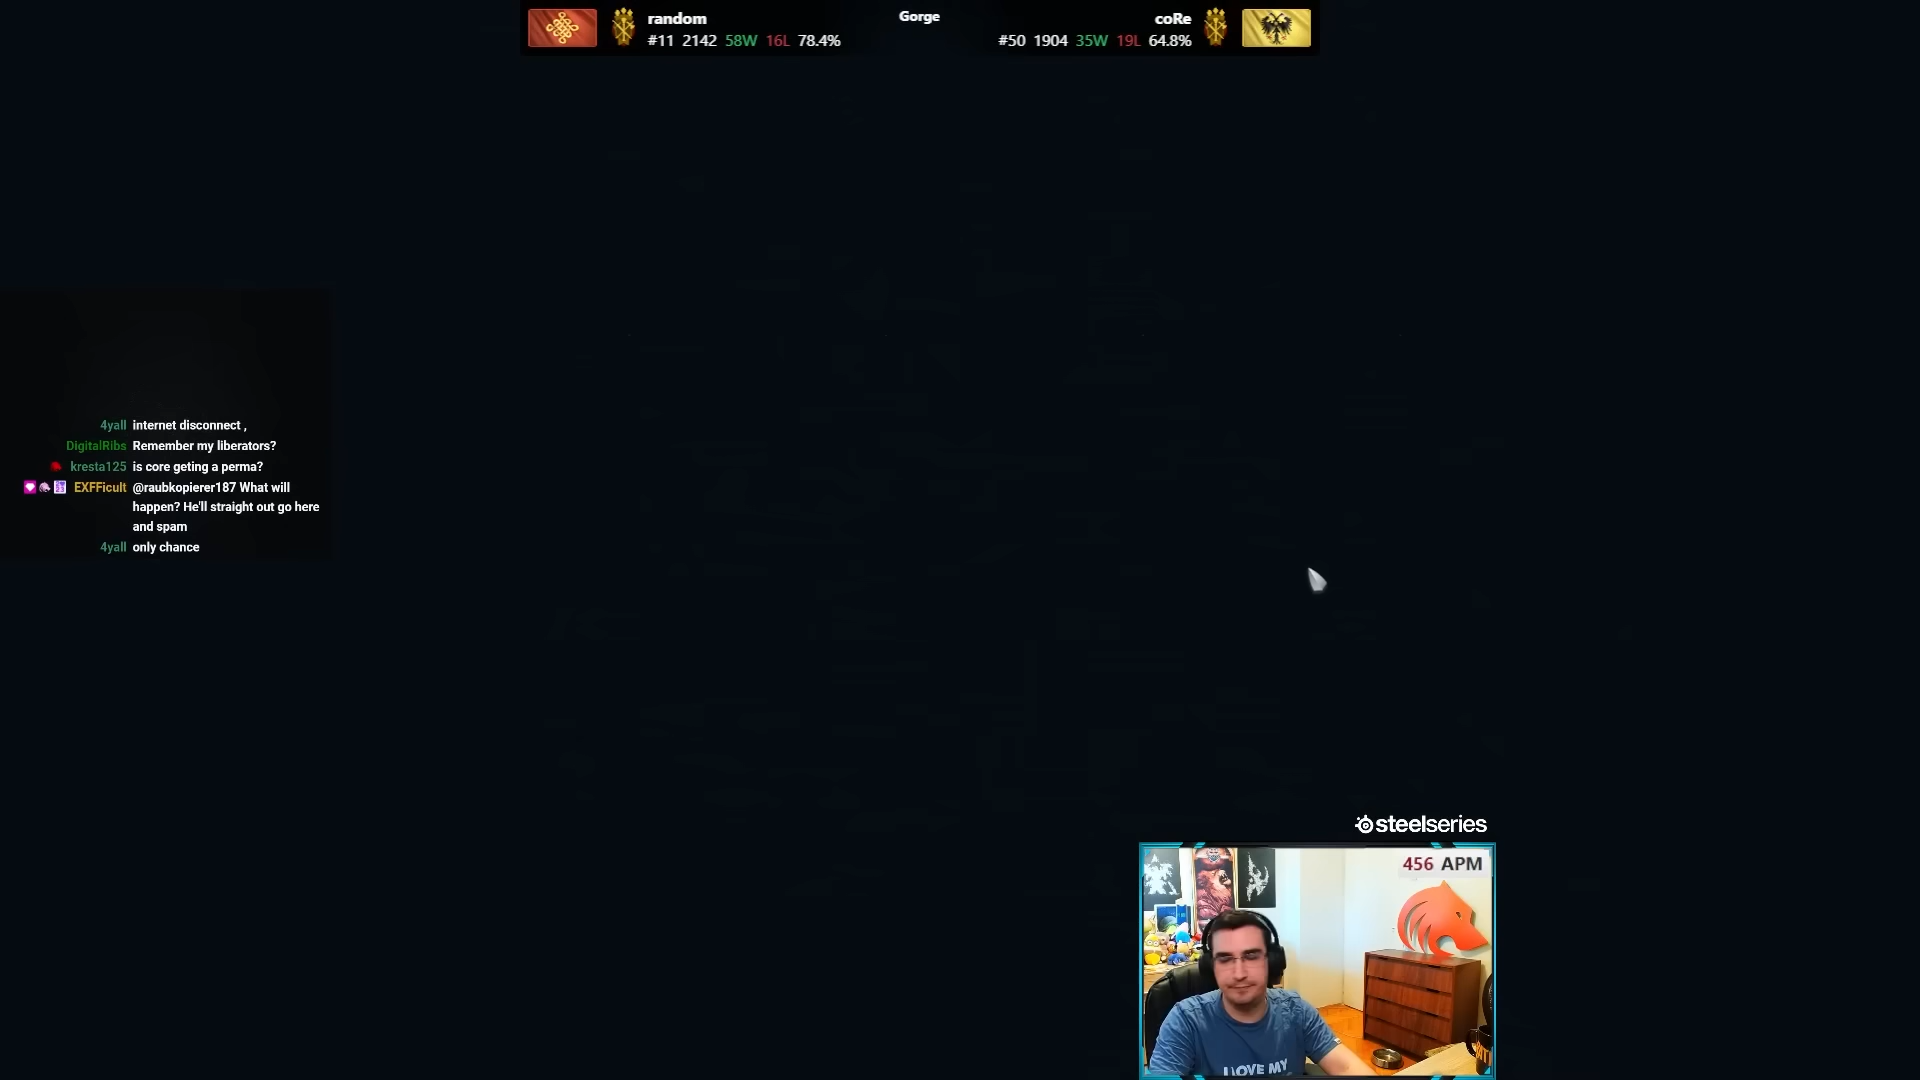 random
#11 2142 58W 16L 78.4%
Gorge
coRe
#50 1904 35W 19L 64.8%
4yall internet disconnect ,
DigitalRibs Remember my liberators?
kresta125 is core geting a perma?
EXFFicult @raubkopierer187 What will
happen? He'll straight out go here
and spam
4yall only chance
steelseries
456 APM
I LOVE MY